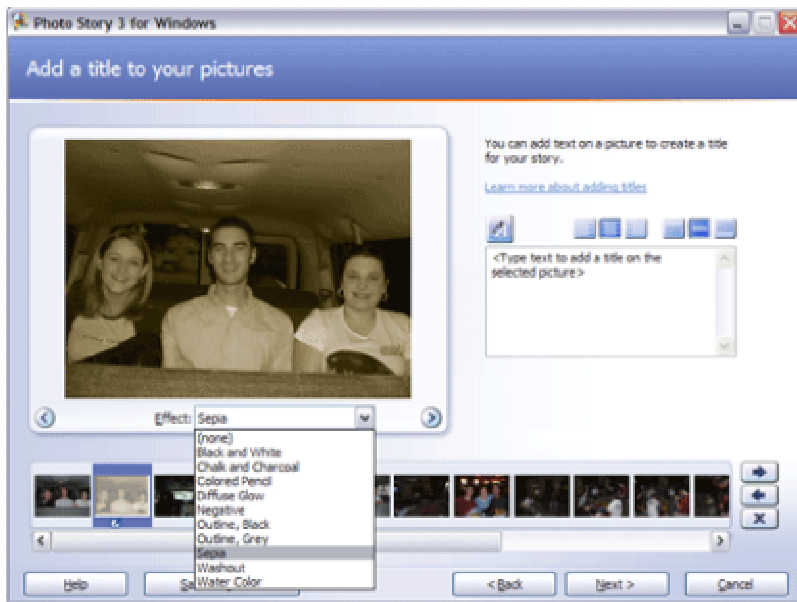 Photo Story 3 for Windows
Add a title to your pictures
You can add text on a picture to create a title
for your story.
Learn more about adding titles
<Type text to add a title on the
selected picture>
Effect: Sepia
(none)
Black and White
Chalk and Charcoal
Colored Pencil
Diffuse Glow
Negative
Outline, Black
Outline, Grey
Sepia
Washout
Water Color
Help
< Back
Next >
Cancel